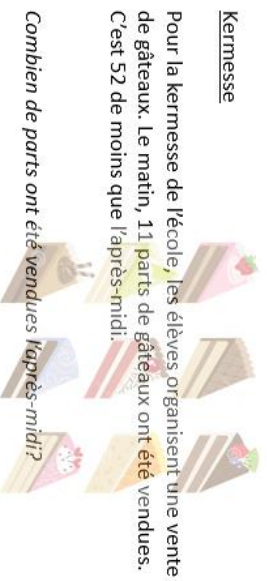 Kermesse
Pour la kermesse de l'école, les élèves organisent une vente
de gâteaux. Le matin, 11 parts de gâteaux ont été vendues.
C'est 52 de moins que l'après-midi.
Combien de parts ont été vendues l'après-midi?